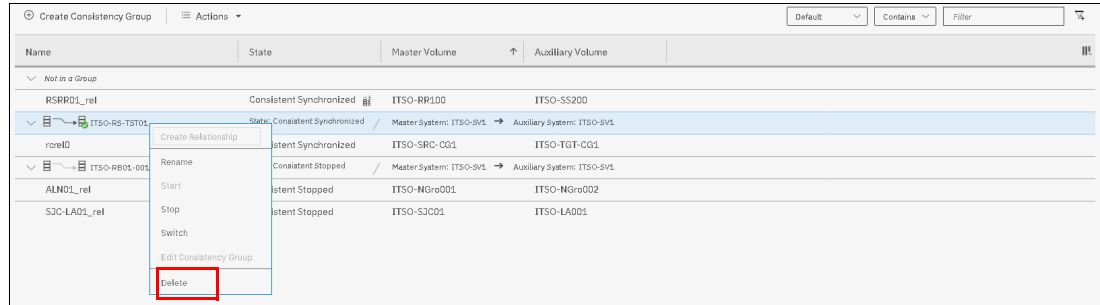 Create Consistency Group Actions Default Contains Filter
Name State Master Volume Auxiliary Volume
Not in a Group
RSRR01_rel Consistent Synchronized ITSO-RR100 ITSO-SS200
ITSO-RS-TST01 State: Consistent Synchronized Master System: ITSO-SV1 → Auxiliary System: ITSO-SV1
Create Relationship
rcrel0 sistent Synchronized ITSO-SRC-CG1 ITSO-TGT-CG1
Rename
ITSO-RB01-001 Consistent Stopped Master System: ITSO-SV1 → Auxiliary System: ITSO-SV1
Start
ALN01_rel sistent Stopped ITSO-NGro001 ITSO-NGro002
Stop
SJC-LA01_rel sistent Stopped ITSO-SJC01 ITSO-LA001
Switch
Edit Consistency Group
Delete